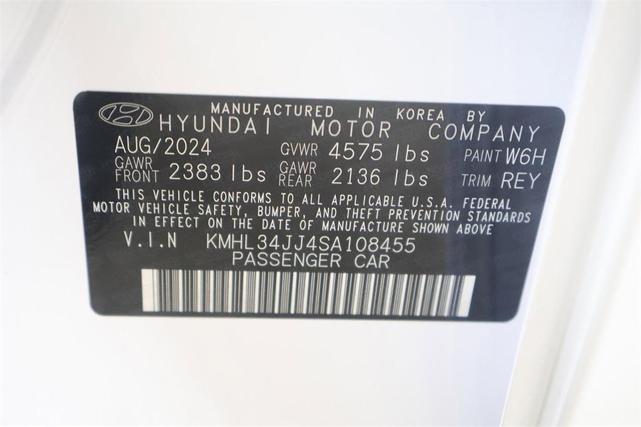 MANUFACTURED IN KOREA BY
HYUNDAI MOTOR COMPANY
AUG/2024 GVWR 4575 lbs PAINT W6H
GAWR FRONT 2383 lbs GAWR REAR 2136 lbs TRIM REY
THIS VEHICLE CONFORMS TO ALL APPLICABLE U.S.A. FEDERAL
MOTOR VEHICLE SAFETY, BUMPER, AND THEFT PREVENTION STANDARDS
IN EFFECT ON THE DATE OF MANUFACTURE SHOWN ABOVE
V.I.N KMHL34JJ4SA108455
PASSENGER CAR